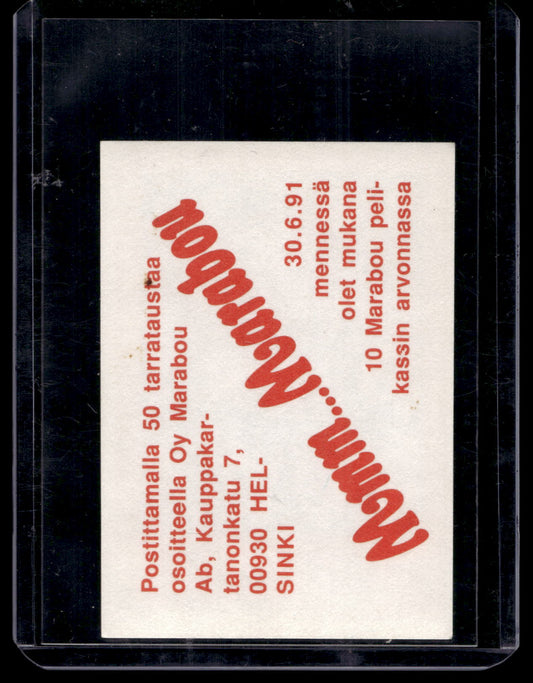 Postittamalla 50 tarrataustaa
osoitteella Oy Marabou
Ab, Kauppakar-
tanonkatu 7,
00930 HEL-
SINKI
Mmm...Marabou
30.6.91
mennessä
olet mukana
10 Marabou peli-
kassin arvonnassa